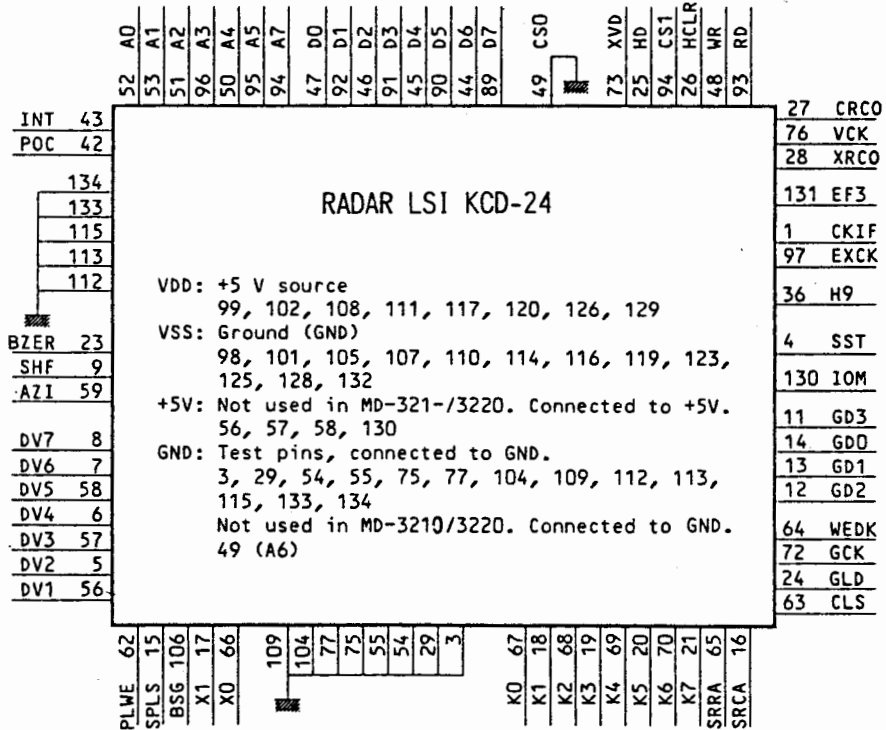 52 A0
53 A1
51 A2
96 A3
50 A4
95 A5
94 A7
47 D0
92 D1
46 D2
91 D3
45 D4
90 D5
44 D6
89 D7
49 CS0
73 XVD
25 HD
94 CS1
26 HCLR
48 WR
93 RD
INT 43
POC 42
134
133
115
113
112
BZER 23
SHF 9
AZI 59
DV7 8
DV6 7
DV5 58
DV4 6
DV3 57
DV2 5
DV1 56
RADAR LSI KCD-24
VDD: +5 V source
99, 102, 108, 111, 117, 120, 126, 129
VSS: Ground (GND)
98, 101, 105, 107, 110, 114, 116, 119, 123,
125, 128, 132
+5V: Not used in MD-321-/3220. Connected to +5V.
56, 57, 58, 130
GND: Test pins, connected to GND.
3, 29, 54, 55, 75, 77, 104, 109, 112, 113,
115, 133, 134
Not used in MD-3210/3220. Connected to GND.
49 (A6)
27 CRCO
76 VCK
28 XRCO
131 EF3
1 CKIF
97 EXCK
36 H9
4 SST
130 IOM
11 GD3
14 GD0
13 GD1
12 GD2
64 WEDK
72 GCK
24 GLD
63 CLS
PLWE 62
SPLS 15
BSG 106
X1 17
X0 66
109
104
77
75
55
54
29
3
K0 67
K1 18
K2 68
K3 19
K4 69
K5 20
K6 70
K7 21
SRRA 65
SRCA 16